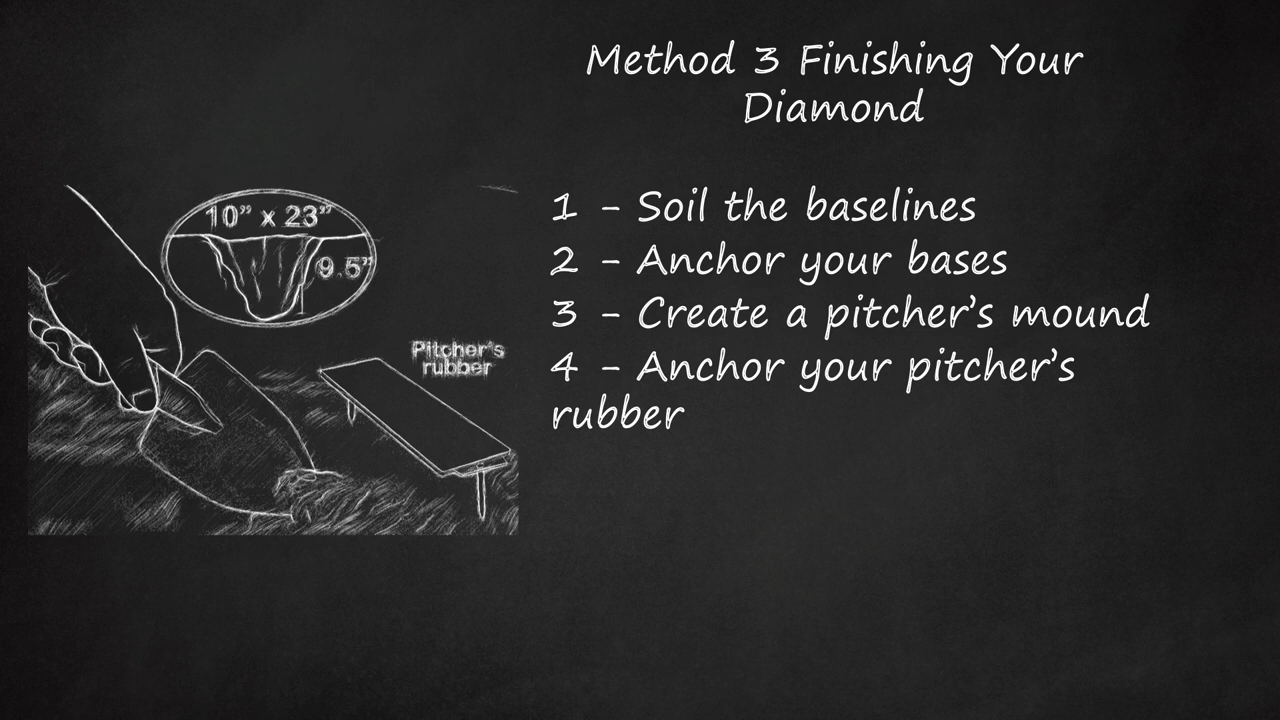 Method 3 Finishing Your
Diamond
10” x 23”
9.5”
Pitcher’s
rubber
1 - Soil the baselines
2 - Anchor your bases
3 - Create a pitcher’s mound
4 - Anchor your pitcher’s
rubber